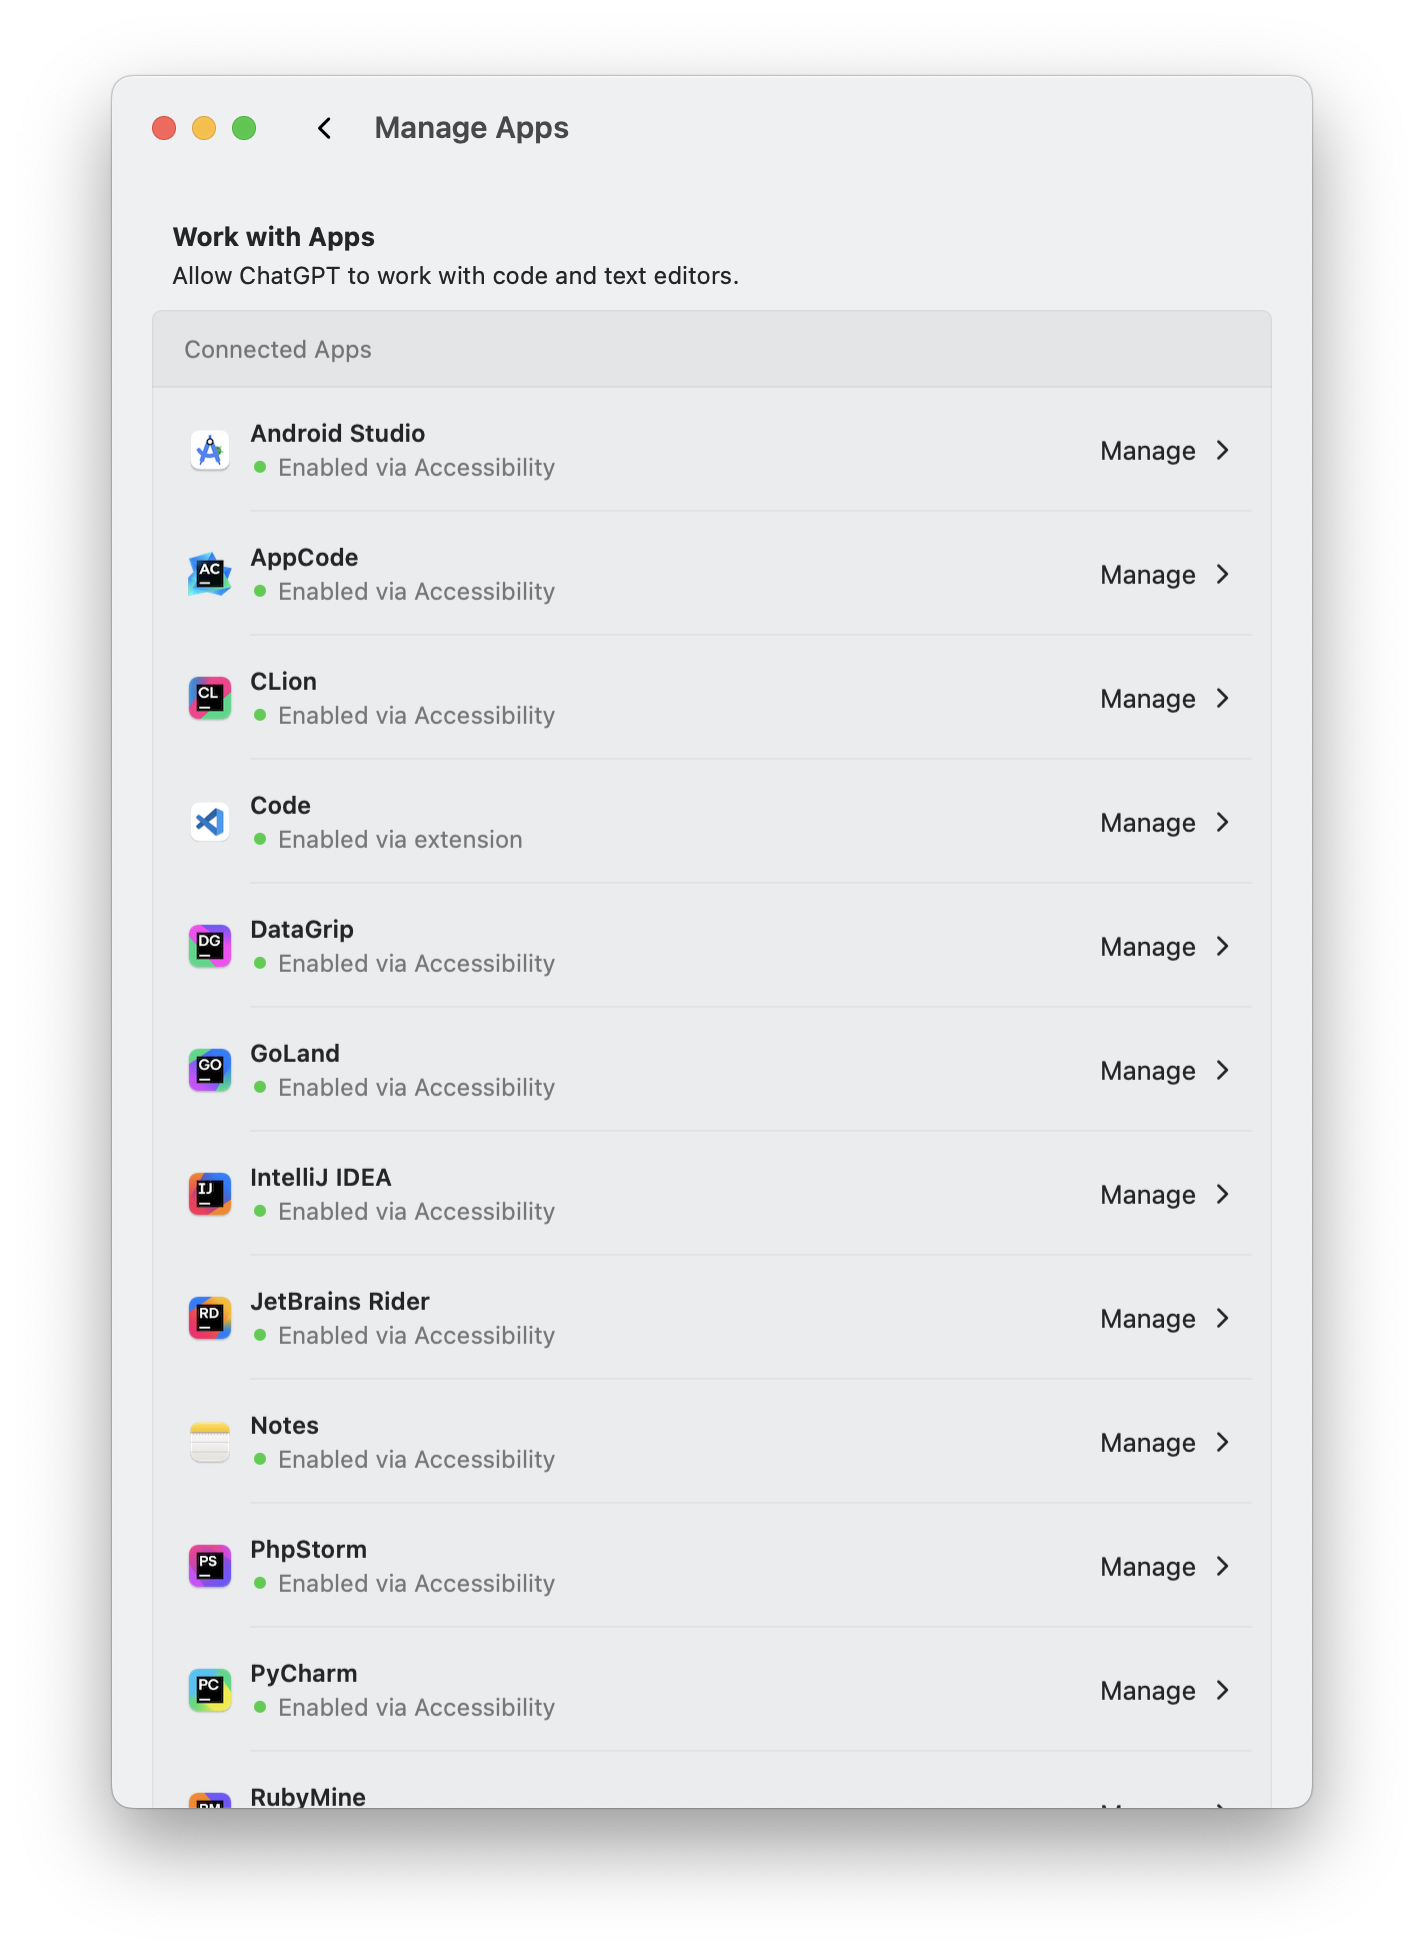 Manage Apps
Work with Apps
Allow ChatGPT to work with code and text editors.
Connected Apps
Android Studio
Enabled via Accessibility
Manage
AC
AppCode
Enabled via Accessibility
Manage
CL
CLion
Enabled via Accessibility
Manage
Code
Enabled via extension
Manage
DG
DataGrip
Enabled via Accessibility
Manage
GO
GoLand
Enabled via Accessibility
Manage
IJ
IntelliJ IDEA
Enabled via Accessibility
Manage
RD
JetBrains Rider
Enabled via Accessibility
Manage
Notes
Enabled via Accessibility
Manage
PS
PhpStorm
Enabled via Accessibility
Manage
PC
PyCharm
Enabled via Accessibility
Manage
RubyMine